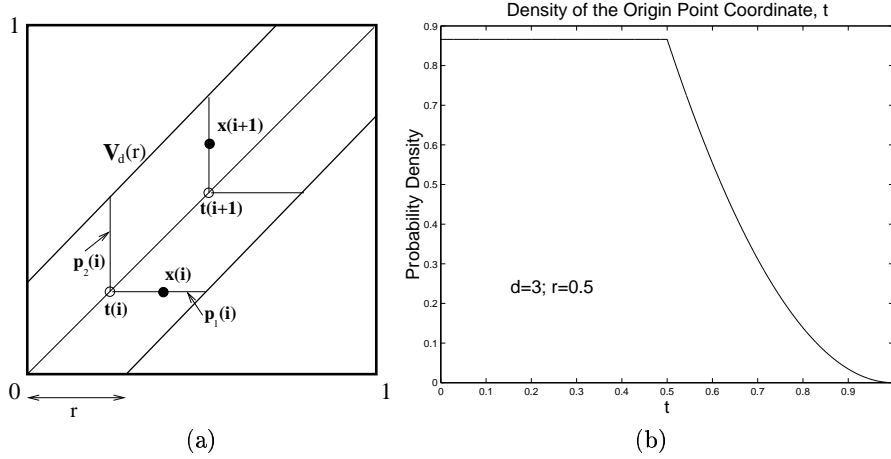 1
V_d(r)
x(i+1)
t(i+1)
p_2(i)
x(i)
t(i)
p_1(i)
0
1
r
(a)
Density of the Origin Point Coordinate, t
0.9
0.8
0.7
0.6
0.5
0.4
0.3
0.2
0.1
0
Probability Density
d=3; r=0.5
0 0.1 0.2 0.3 0.4 0.5 0.6 0.7 0.8 0.9
t
(b)